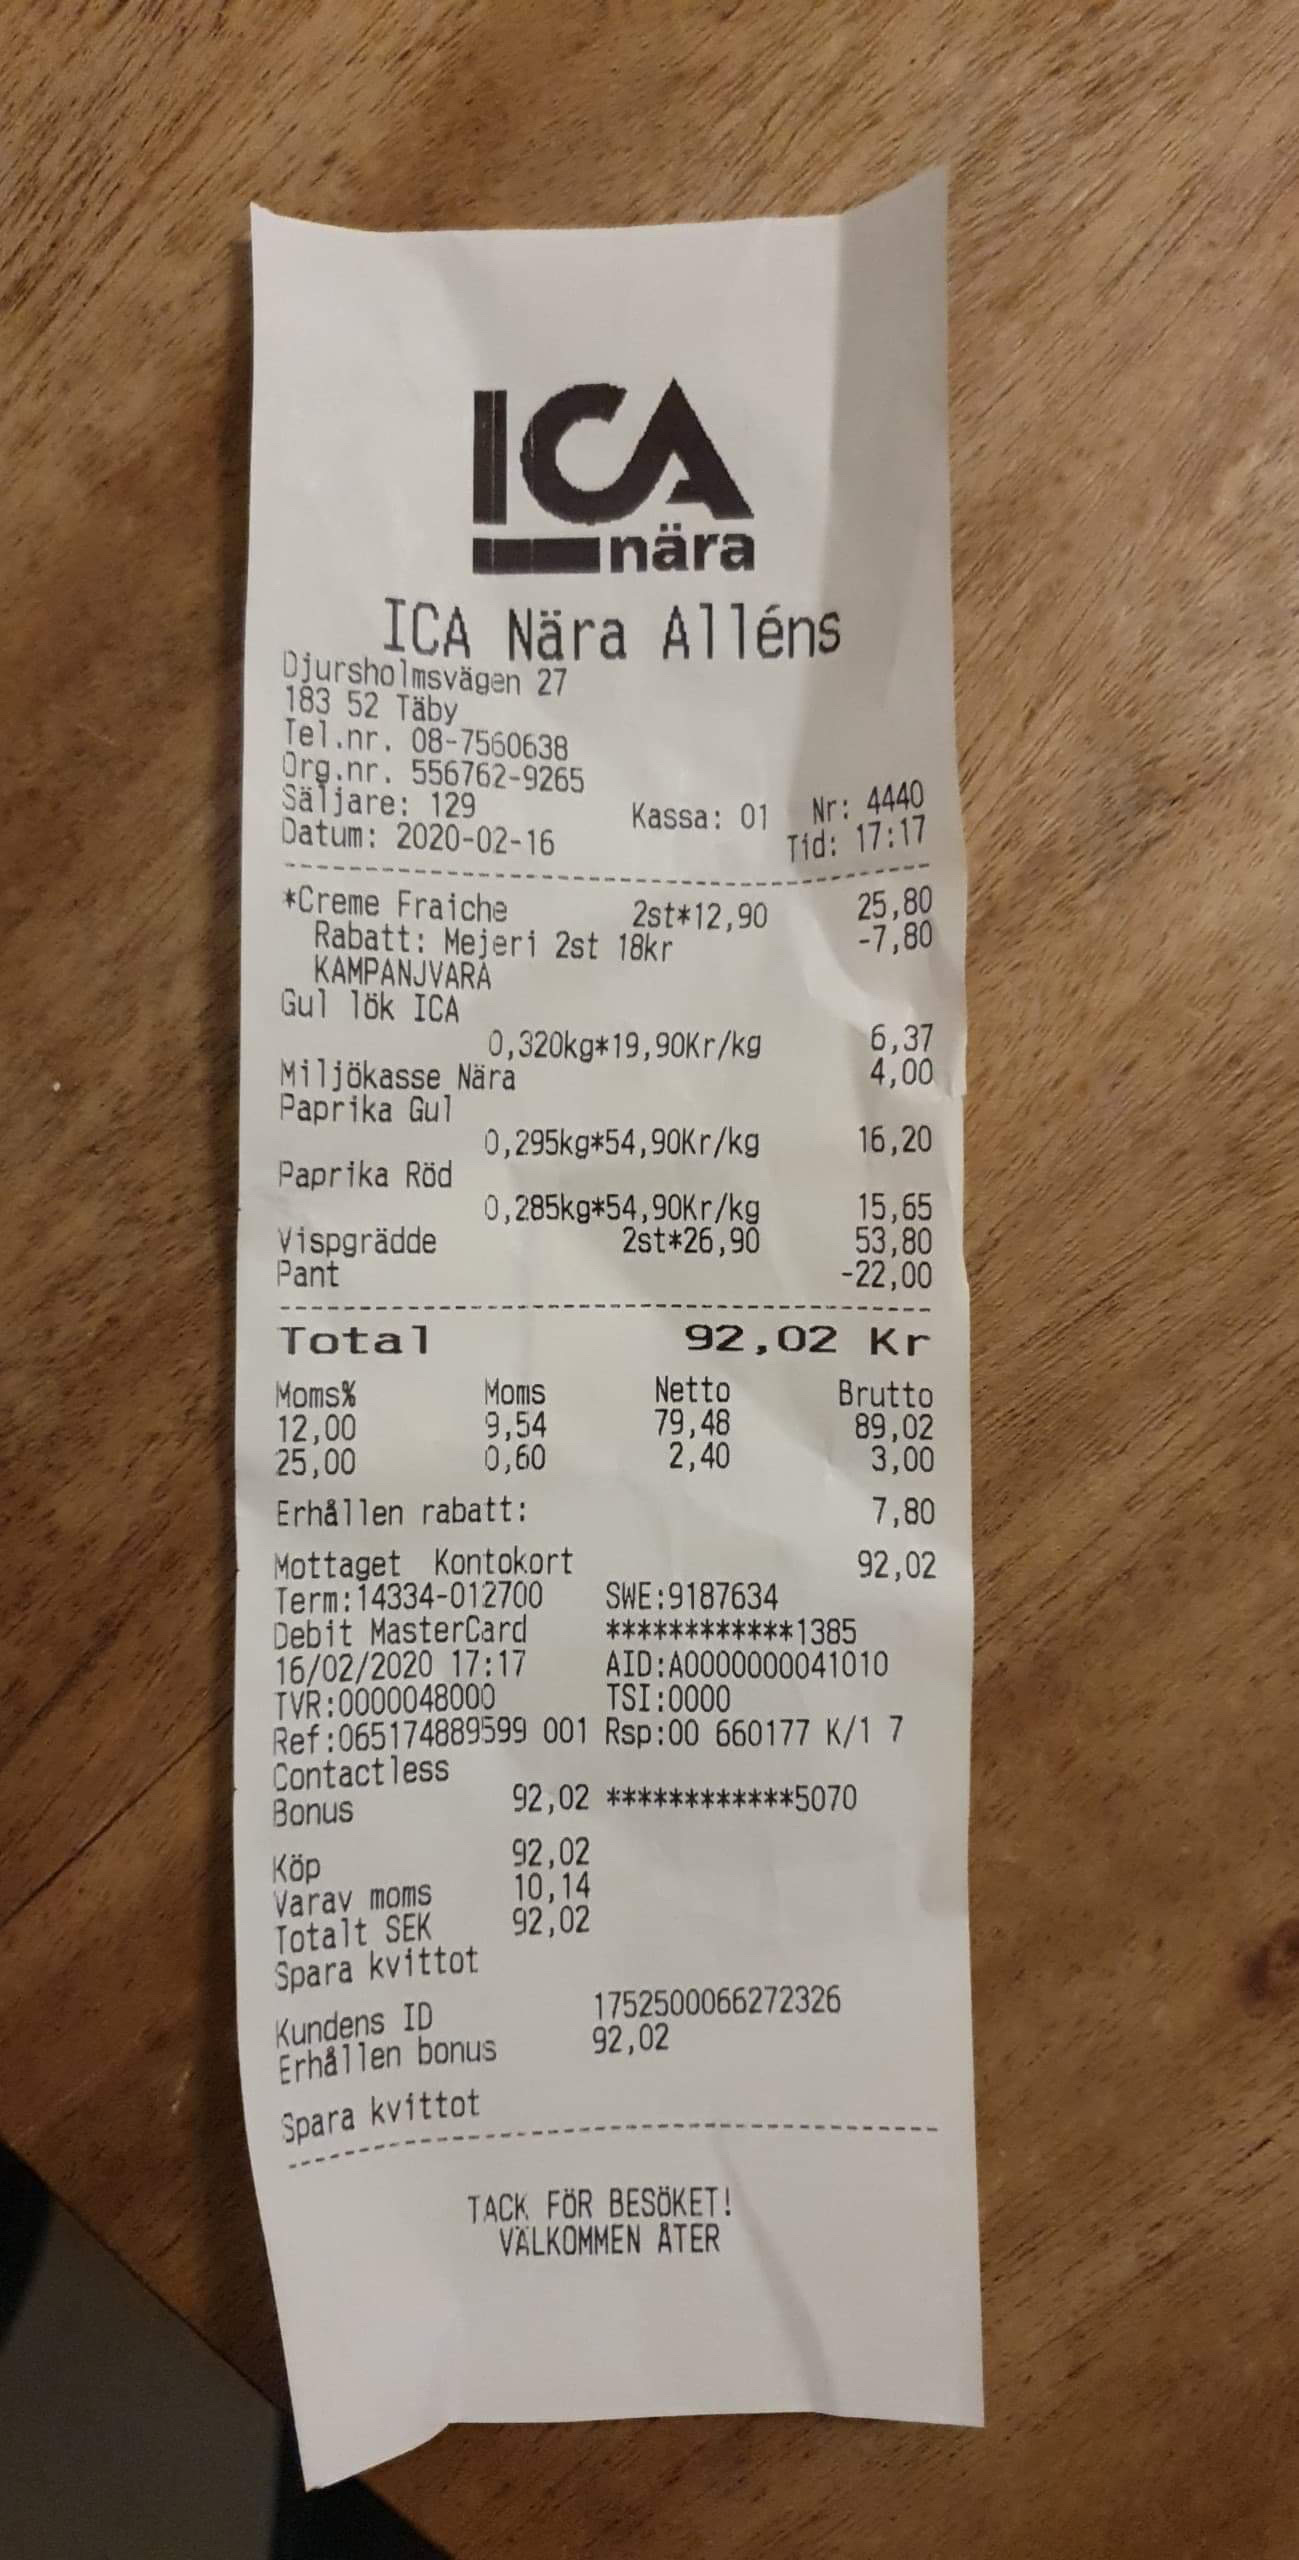 ICA
nära
ICA Nära Alléns
Djursholmsvägen 27
183 52 Täby
Tel.nr. 08-7560638
Org.nr. 556762-9265
Säljare: 129 Kassa: 01 Nr: 4440
Datum: 2020-02-16 Tid: 17:17
*Creme Fraiche 2st*12,90 25,80
Rabatt: Mejeri 2st 18kr -7,80
KAMPANJVARA
Gul lök ICA
0,320kg*19,90Kr/kg 6,37
Miljökasse Nära 4,00
Paprika Gul
0,295kg*54,90Kr/kg 16,20
Paprika Röd
0,285kg*54,90Kr/kg 15,65
Vispgrädde 2st*26,90 53,80
Pant -22,00
Total 92,02 Kr
Moms% Moms Netto Brutto
12,00 9,54 79,48 89,02
25,00 0,60 2,40 3,00
Erhållen rabatt: 7,80
Mottaget Kontokort 92,02
Term:14334-012700 SWE:9187634
Debit MasterCard ************1385
16/02/2020 17:17 AID:A0000000041010
TVR:0000048000 TSI:0000
Ref:065174889599 001 Rsp:00 660177 K/1 7
Contactless
Bonus 92,02 ************5070
Köp 92,02
Varav moms 10,14
Totalt SEK 92,02
Spara kvittot
Kundens ID 1752500066272326
Erhållen bonus 92,02
Spara kvittot
TACK FÖR BESÖKET!
VÄLKOMMEN ÅTER